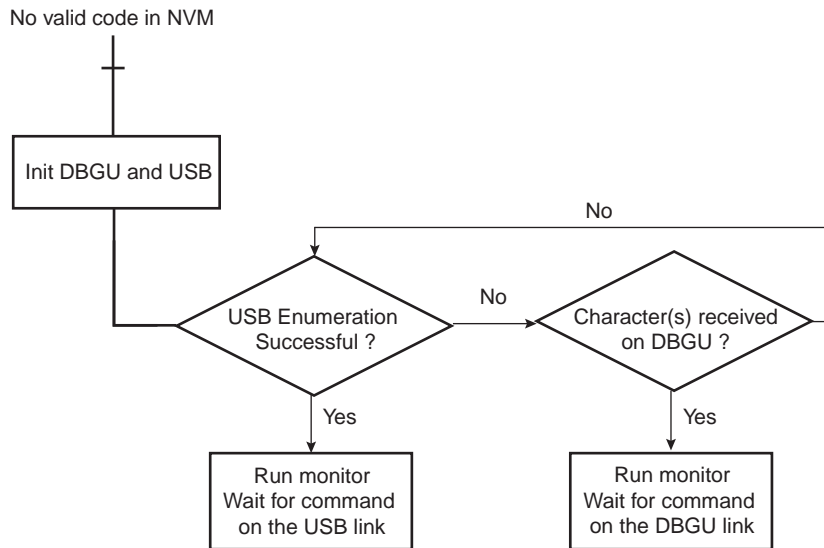 No valid code in NVM
Init DBGU and USB
No
USB Enumeration
Successful ?
No
Character(s) received
on DBGU ?
Yes
Yes
Run monitor
Wait for command
on the USB link
Run monitor
Wait for command
on the DBGU link